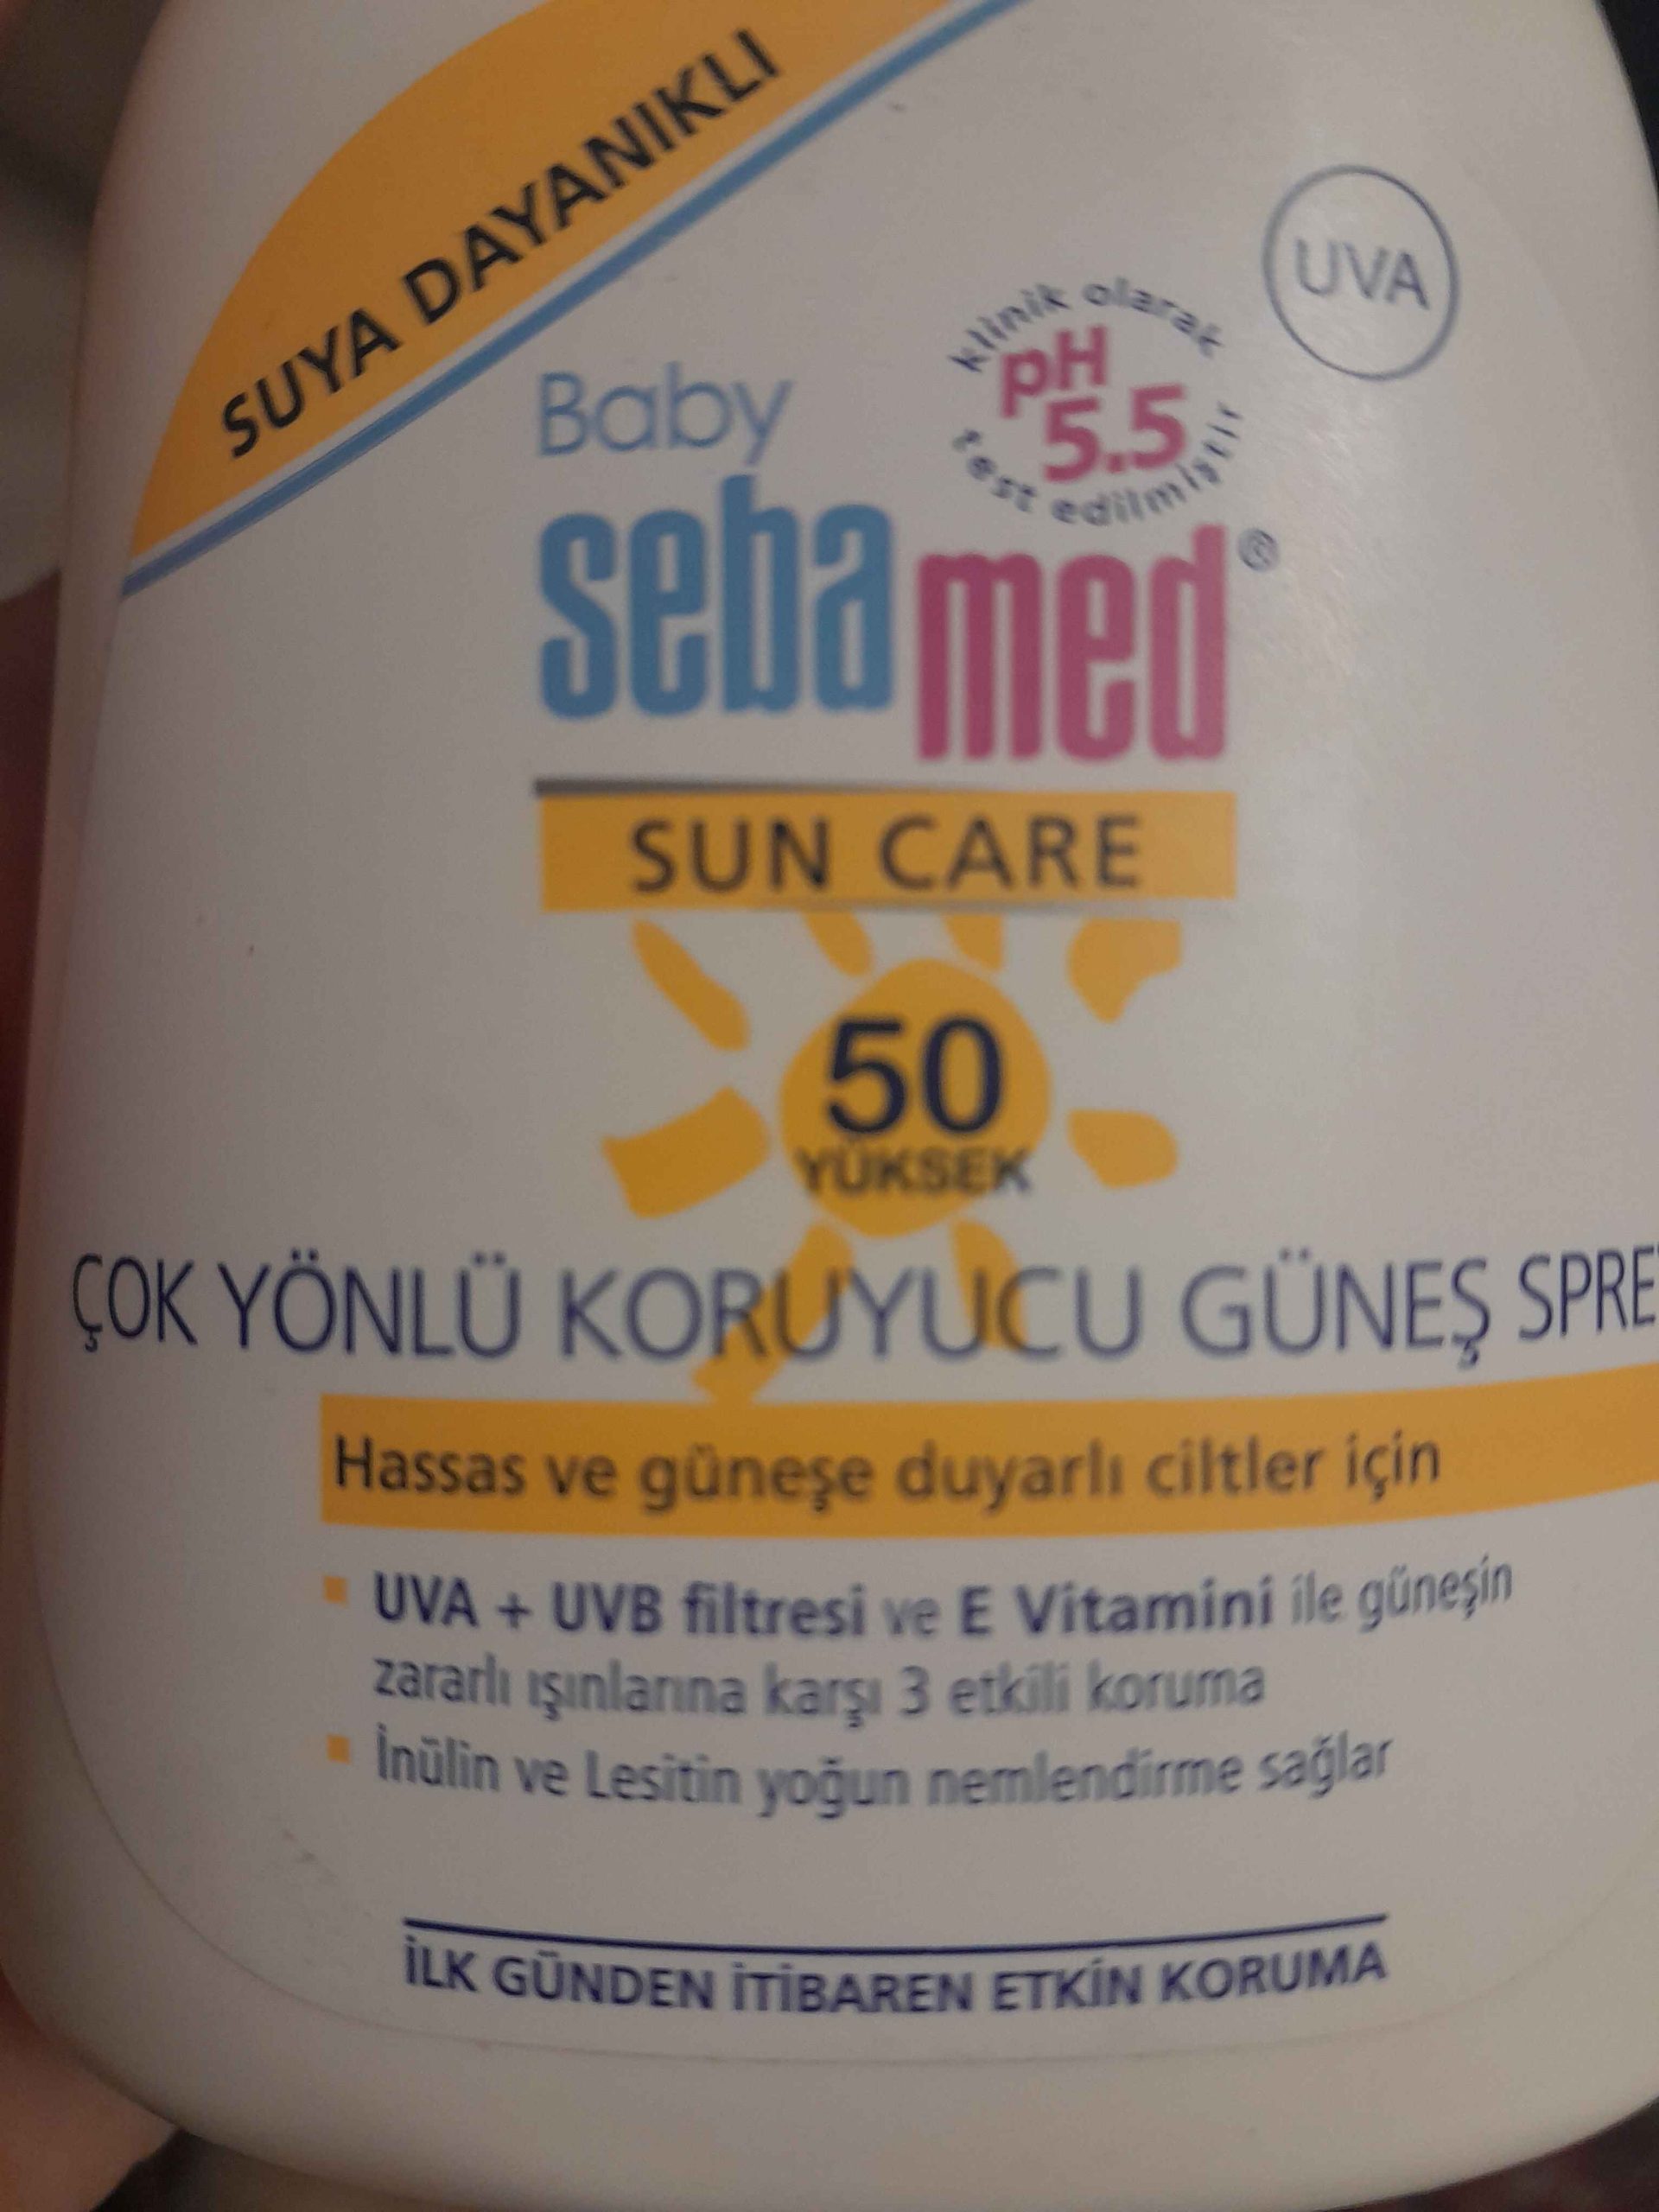 SUYA DAYANIKLI
UVA
klinik olarak
pH
5.5
test edilmiştir
Baby
sebamed®
SUN CARE
50
YÜKSEK
ÇOK YÖNLÜ KORUYUCU GÜNEŞ SPRE
Hassas ve güneşe duyarlı ciltler için
UVA + UVB filtresi ve E Vitamini ile güneşin
zararlı ışınlarına karşı 3 etkili koruma
İnülin ve Lesitin yoğun nemlendirme sağlar
İLK GÜNDEN İTİBAREN ETKİN KORUMA